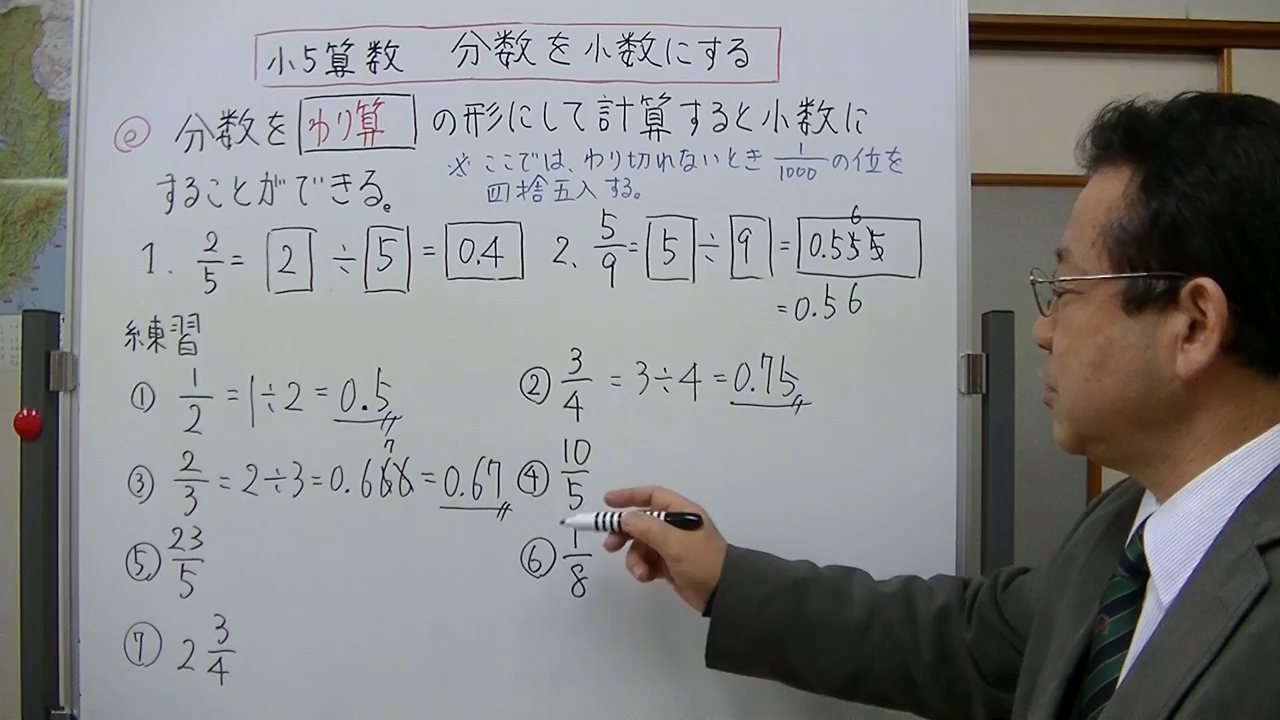 小5算数 分数を小数にする
◎ 分数を わり算 の形にして計算すると小数に
することができる。
※ ここでは、わり切れないとき 1/1000 の位を
四捨五入する。
1. 2/5 = 2 ÷ 5 = 0.4
2. 5/9 = 5 ÷ 9 = 0.555
6
= 0.56
練習
① 1/2 = 1÷2 = 0.5
② 3/4 = 3÷4 = 0.75
7
③ 2/3 = 2÷3 = 0.666 = 0.67
④ 10/5
⑤ 23/5
⑥ 1/8
⑦ 2 3/4